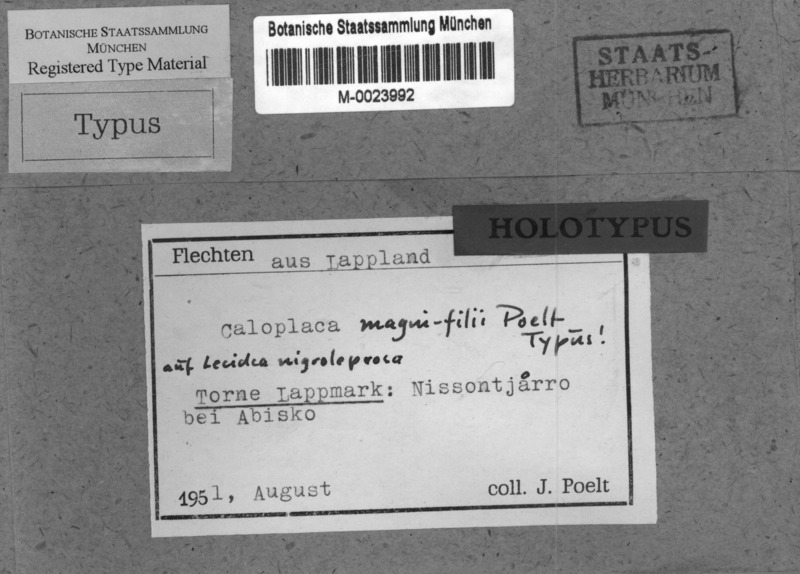 BOTANISCHE STAATSSAMMLUNG
MÜNCHEN
Registered Type Material
Typus
Botanische Staatssammlung München
M-0023992
STAATS-
HERBARIUM
MÜNCHEN
HOLOTYPUS
Flechten aus Lappland
Caloplaca magni-filii Poelt
Typus!
auf Lecidea nigroleprosa
Torne Lappmark: Nissontjårro
bei Abisko
1951, August coll. J. Poelt